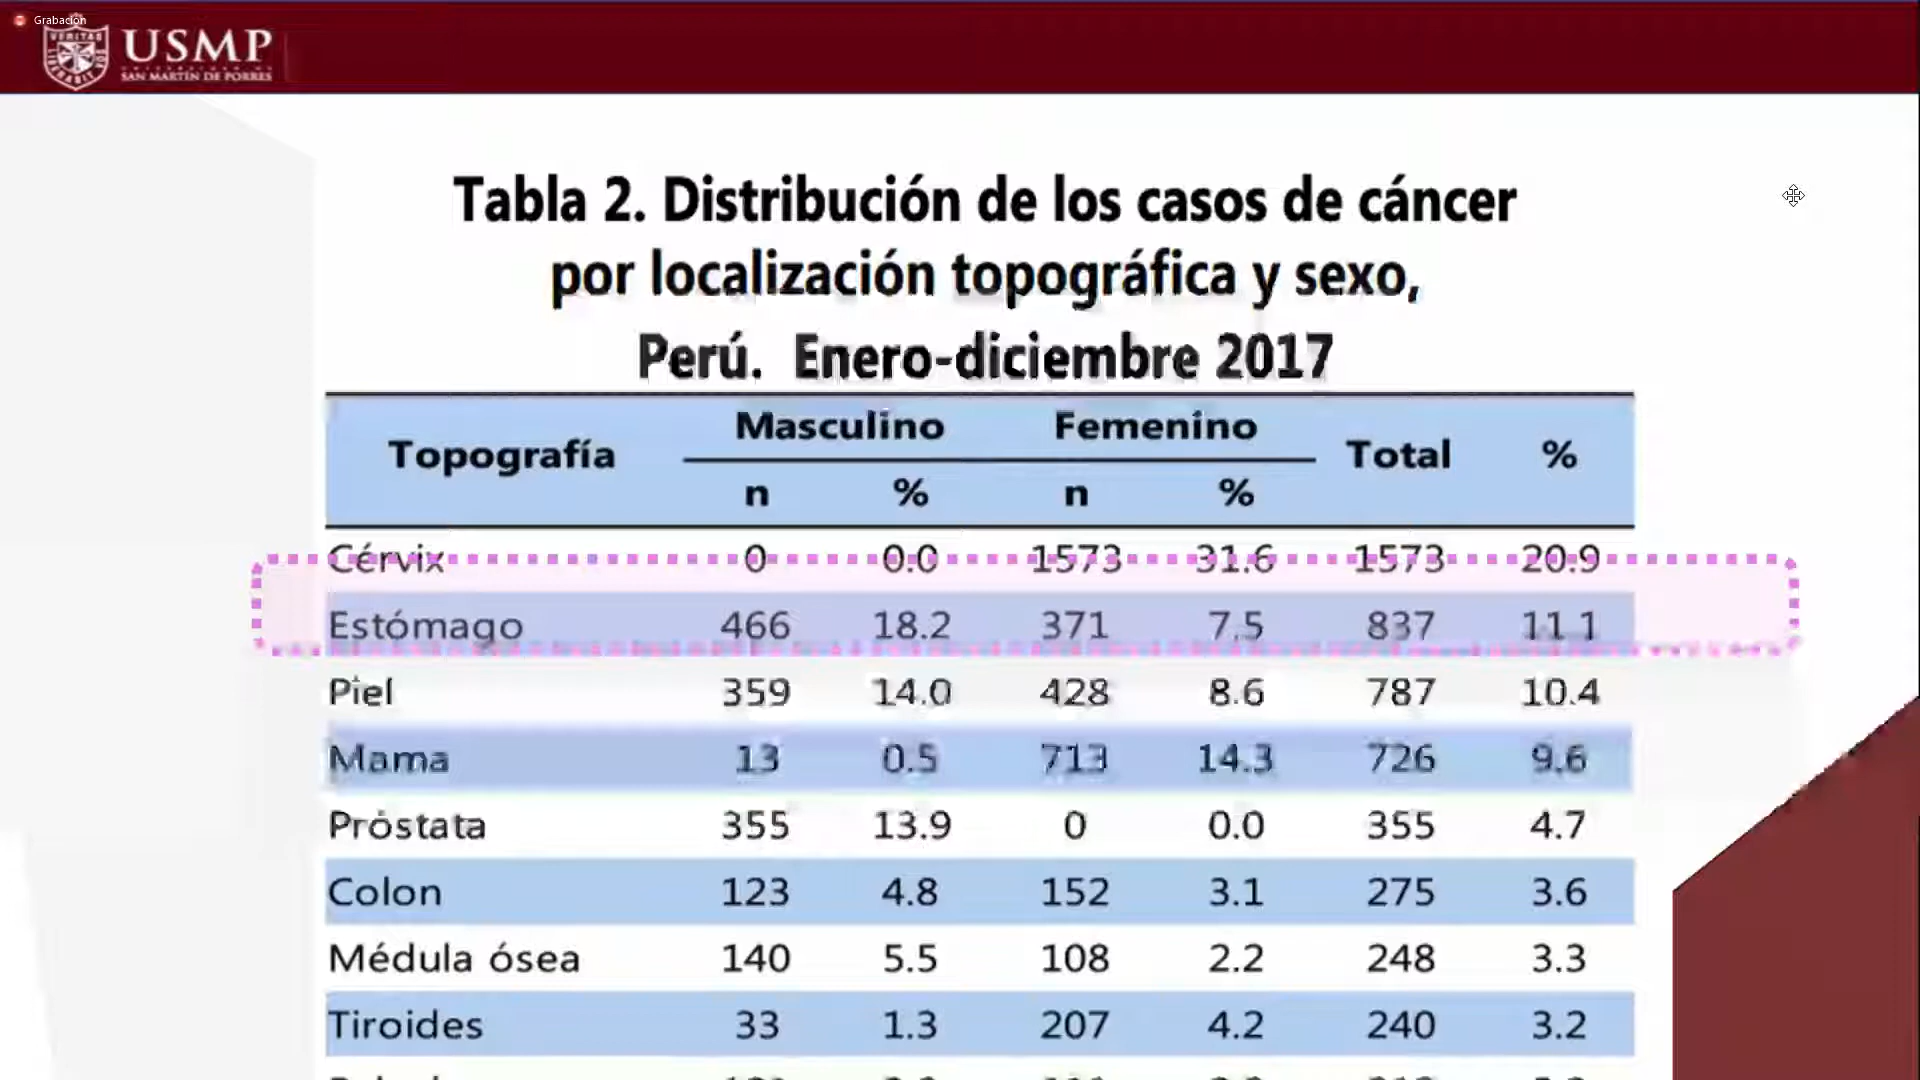 Grabación
USMP
SAN MARTIN DE PORRES
Tabla 2. Distribución de los casos de cáncer
por localización topográfica y sexo,
Perú. Enero-diciembre 2017
Topografía Masculino Femenino Total %
n % n %
Cérvix 0 0.0 1573 31.6 1573 20.9
Estómago 466 18.2 371 7.5 837 11.1
Piel 359 14.0 428 8.6 787 10.4
Mama 13 0.5 713 14.3 726 9.6
Próstata 355 13.9 0 0.0 355 4.7
Colon 123 4.8 152 3.1 275 3.6
Médula ósea 140 5.5 108 2.2 248 3.3
Tiroides 33 1.3 207 4.2 240 3.2